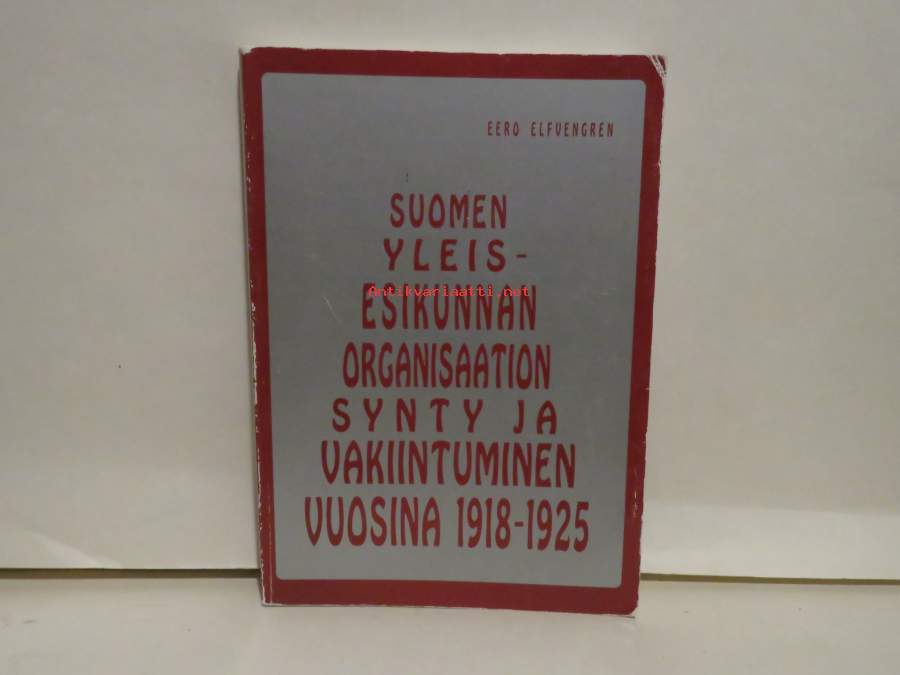 EERO ELFVENGREN
SUOMEN
YLEIS-
Antikvariaatti.net
ESIKUNNAN
ORGANISAATION
SYNTY JA
VAKIINTUMINEN
VUOSINA 1918-1925